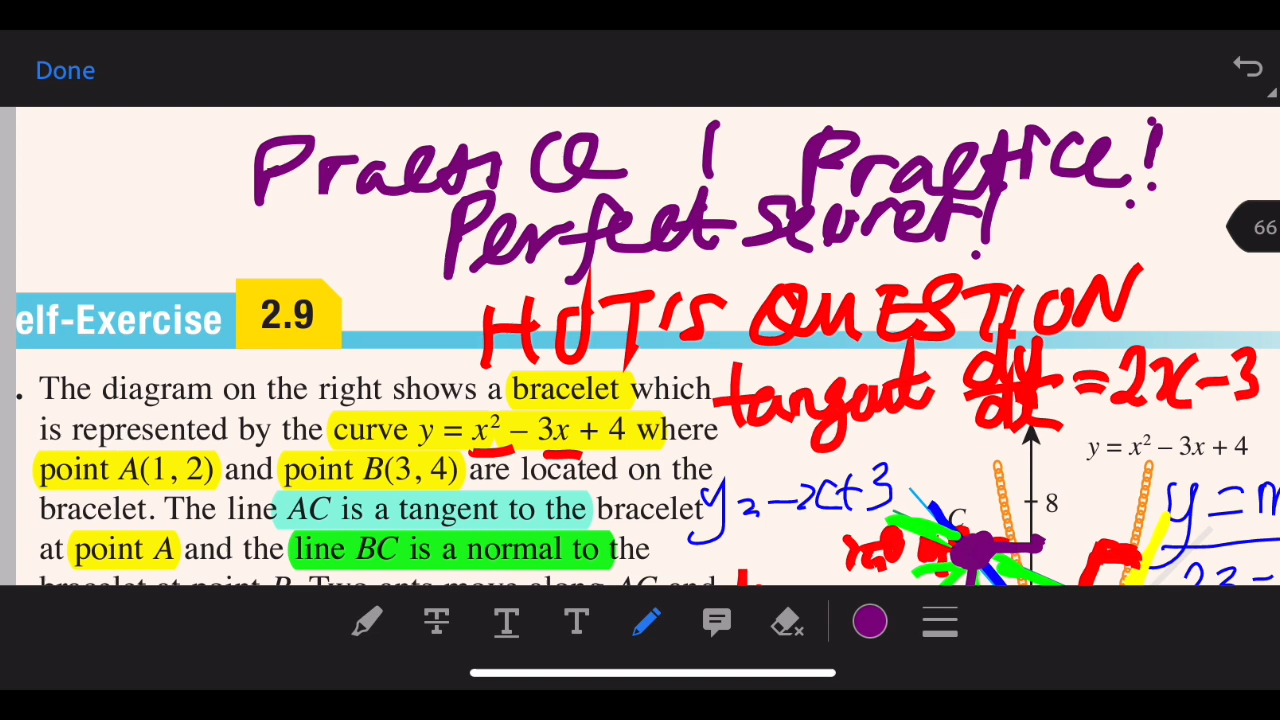 Done
Practice! Practice!
Perfect score!
66
elf-Exercise 2.9
HOT'S QUESTION
tangent dy/dx = 2x-3
. The diagram on the right shows a bracelet which
is represented by the curve y = x² – 3x + 4 where
y = x² – 3x + 4
point A(1, 2) and point B(3, 4) are located on the
bracelet. The line AC is a tangent to the bracelet
y = -x+3
8
y = m
C
at point A and the line BC is a normal to the
T T T